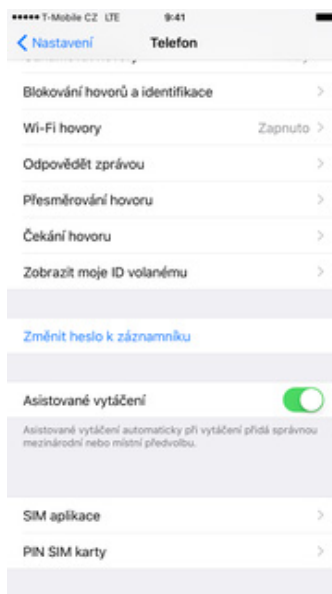 T-Mobile CZ LTE 9:41
Nastavení Telefon
Blokování hovorů a identifikace
Wi-Fi hovory Zapnuto
Odpovědět zprávou
Přesměrování hovoru
Čekání hovoru
Zobrazit moje ID volanému
Změnit heslo k záznamníku
Asistované vytáčení
Asistované vytáčení automaticky při vytáčení přidá správnou
mezinárodní nebo místní předvolbu.
SIM aplikace
PIN SIM karty